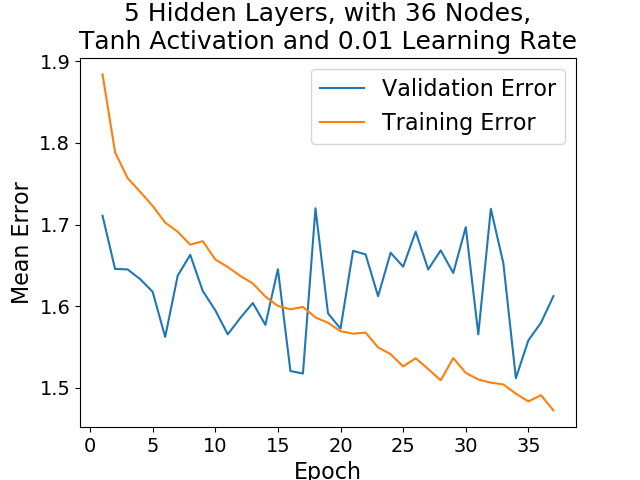 5 Hidden Layers, with 36 Nodes,
Tanh Activation and 0.01 Learning Rate
Validation Error
Training Error
Mean Error
1.9
1.8
1.7
1.6
1.5
0 5 10 15 20 25 30 35
Epoch